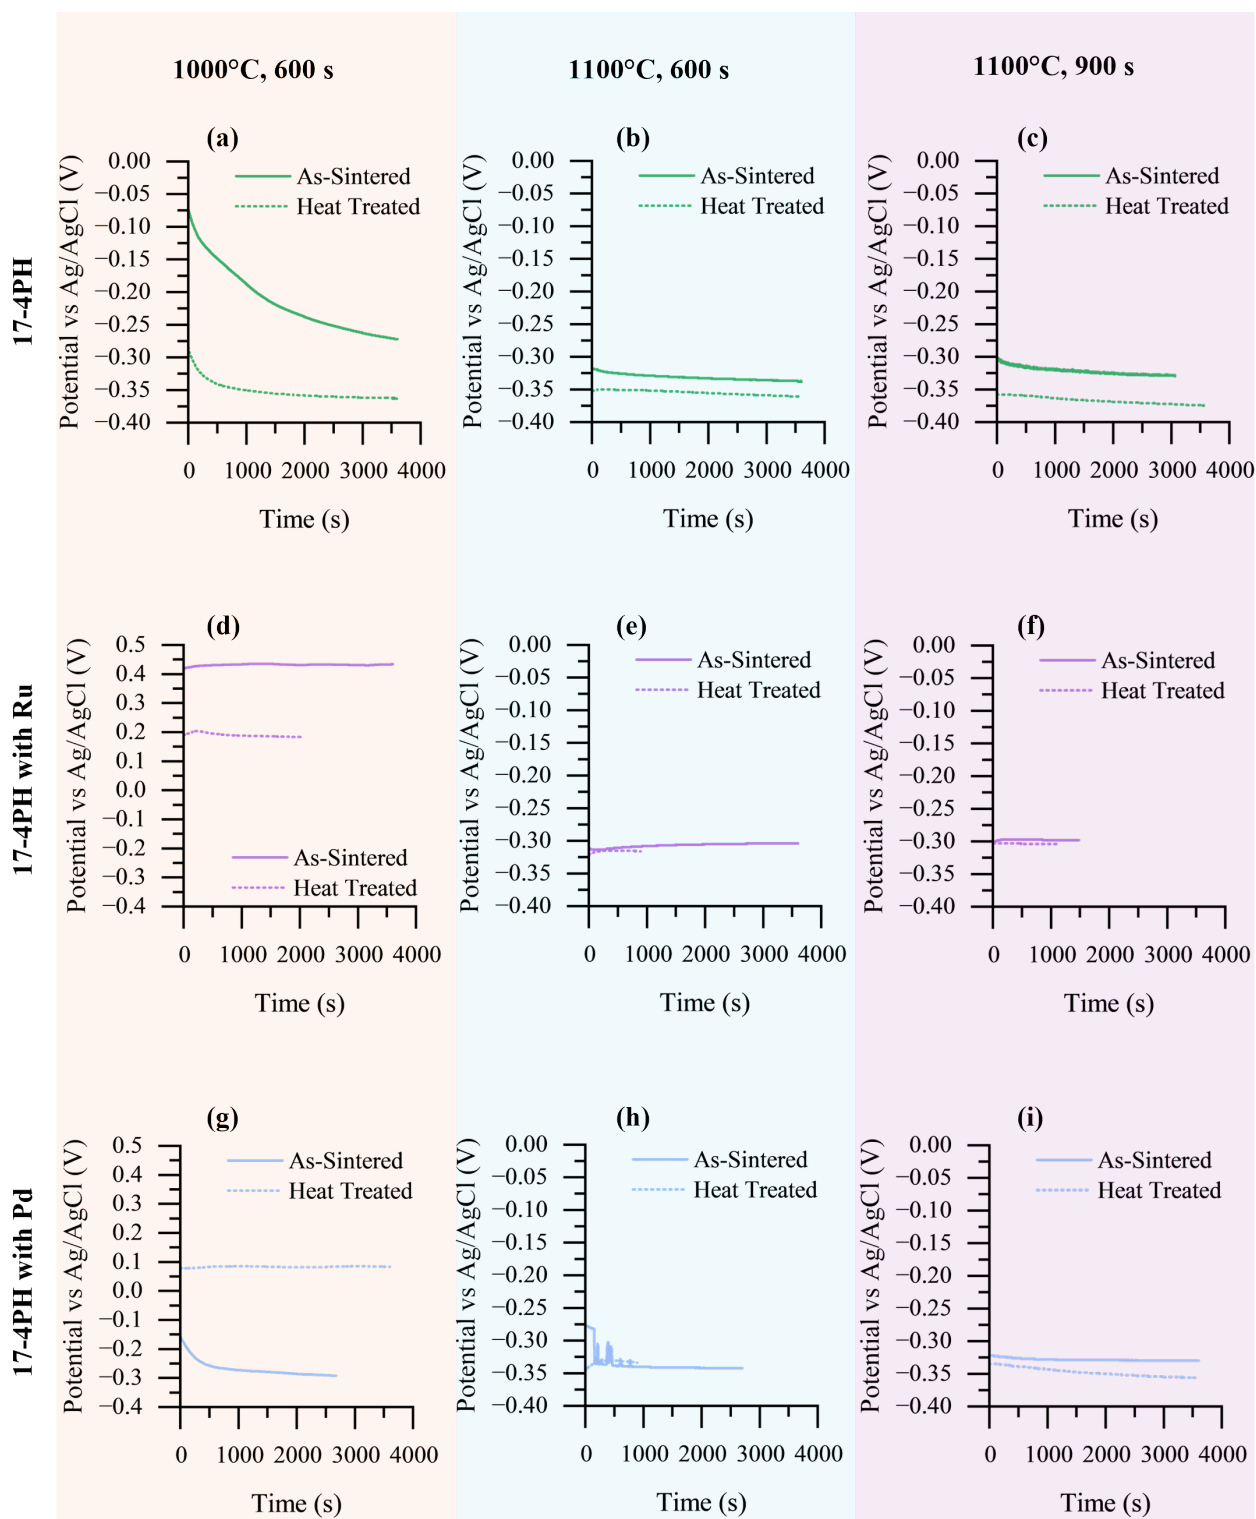 1000°C, 600 s
1100°C, 600 s
1100°C, 900 s
17-4PH
(a)
Potential vs Ag/AgCl (V)
0.00
−0.05
−0.10
−0.15
−0.20
−0.25
−0.30
−0.35
−0.40
As-Sintered
Heat Treated
0 1000 2000 3000 4000
Time (s)
(b)
Potential vs Ag/AgCl (V)
0.00
−0.05
−0.10
−0.15
−0.20
−0.25
−0.30
−0.35
−0.40
As-Sintered
Heat Treated
0 1000 2000 3000 4000
Time (s)
(c)
Potential vs Ag/AgCl (V)
0.00
−0.05
−0.10
−0.15
−0.20
−0.25
−0.30
−0.35
−0.40
As-Sintered
Heat Treated
0 1000 2000 3000 4000
Time (s)
17-4PH with Ru
(d)
Potential vs Ag/AgCl (V)
0.5
0.4
0.3
0.2
0.1
0.0
−0.1
−0.2
−0.3
−0.4
As-Sintered
Heat Treated
0 1000 2000 3000 4000
Time (s)
(e)
Potential vs Ag/AgCl (V)
0.00
−0.05
−0.10
−0.15
−0.20
−0.25
−0.30
−0.35
−0.40
As-Sintered
Heat Treated
0 1000 2000 3000 4000
Time (s)
(f)
Potential vs Ag/AgCl (V)
0.00
−0.05
−0.10
−0.15
−0.20
−0.25
−0.30
−0.35
−0.40
As-Sintered
Heat Treated
0 1000 2000 3000 4000
Time (s)
17-4PH with Pd
(g)
Potential vs Ag/AgCl (V)
0.5
0.4
0.3
0.2
0.1
0.0
−0.1
−0.2
−0.3
−0.4
As-Sintered
Heat Treated
0 1000 2000 3000 4000
Time (s)
(h)
Potential vs Ag/AgCl (V)
0.00
−0.05
−0.10
−0.15
−0.20
−0.25
−0.30
−0.35
−0.40
As-Sintered
Heat Treated
0 1000 2000 3000 4000
Time (s)
(i)
Potential vs Ag/AgCl (V)
0.00
−0.05
−0.10
−0.15
−0.20
−0.25
−0.30
−0.35
−0.40
As-Sintered
Heat Treated
0 1000 2000 3000 4000
Time (s)